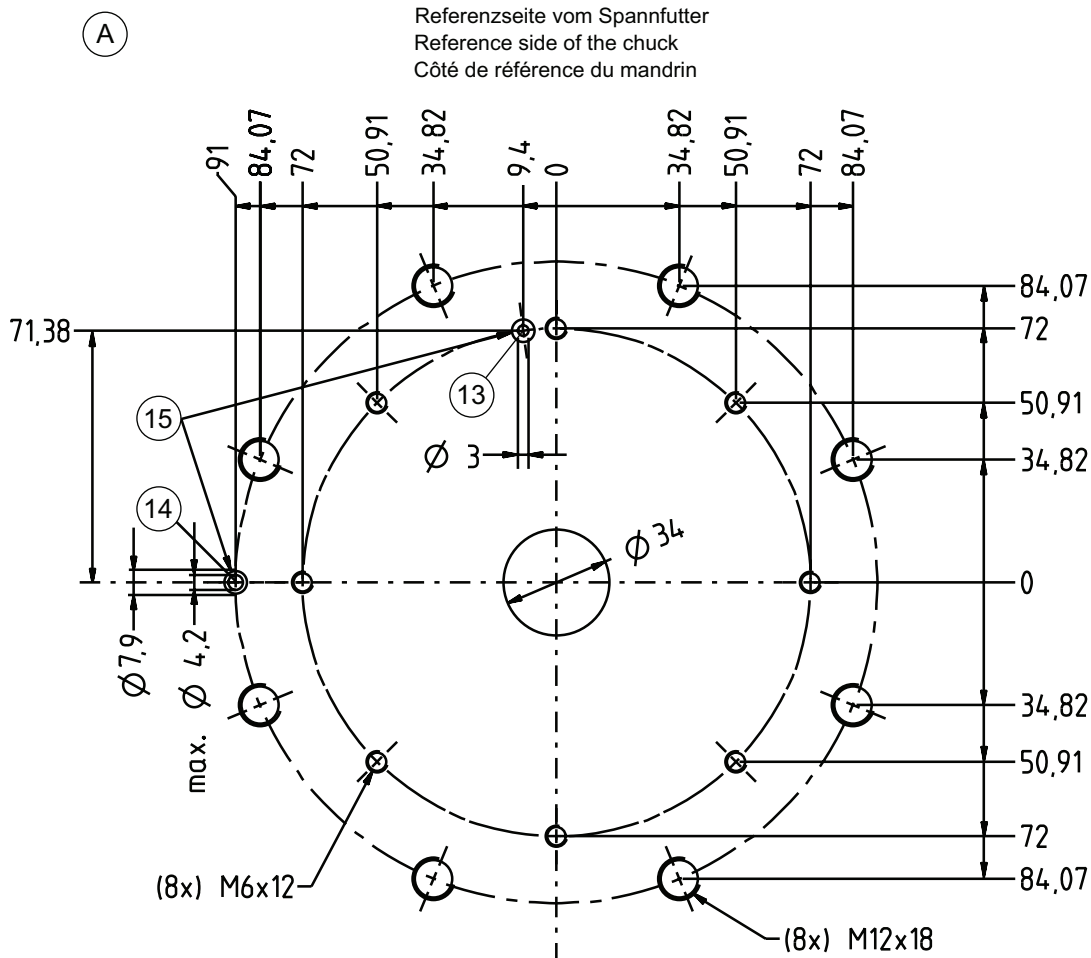 A
Referenzseite vom Spannfutter
Reference side of the chuck
Côté de référence du mandrin
91
84,07
72
50,91
34,82
9,4
0
34,82
50,91
72
84,07
84,07
71,38
72
13
50,91
15
Ø 3
34,82
14
Ø 34
0
Ø 7,9
max. Ø 4,2
34,82
50,91
72
(8x) M6x12
84,07
(8x) M12x18